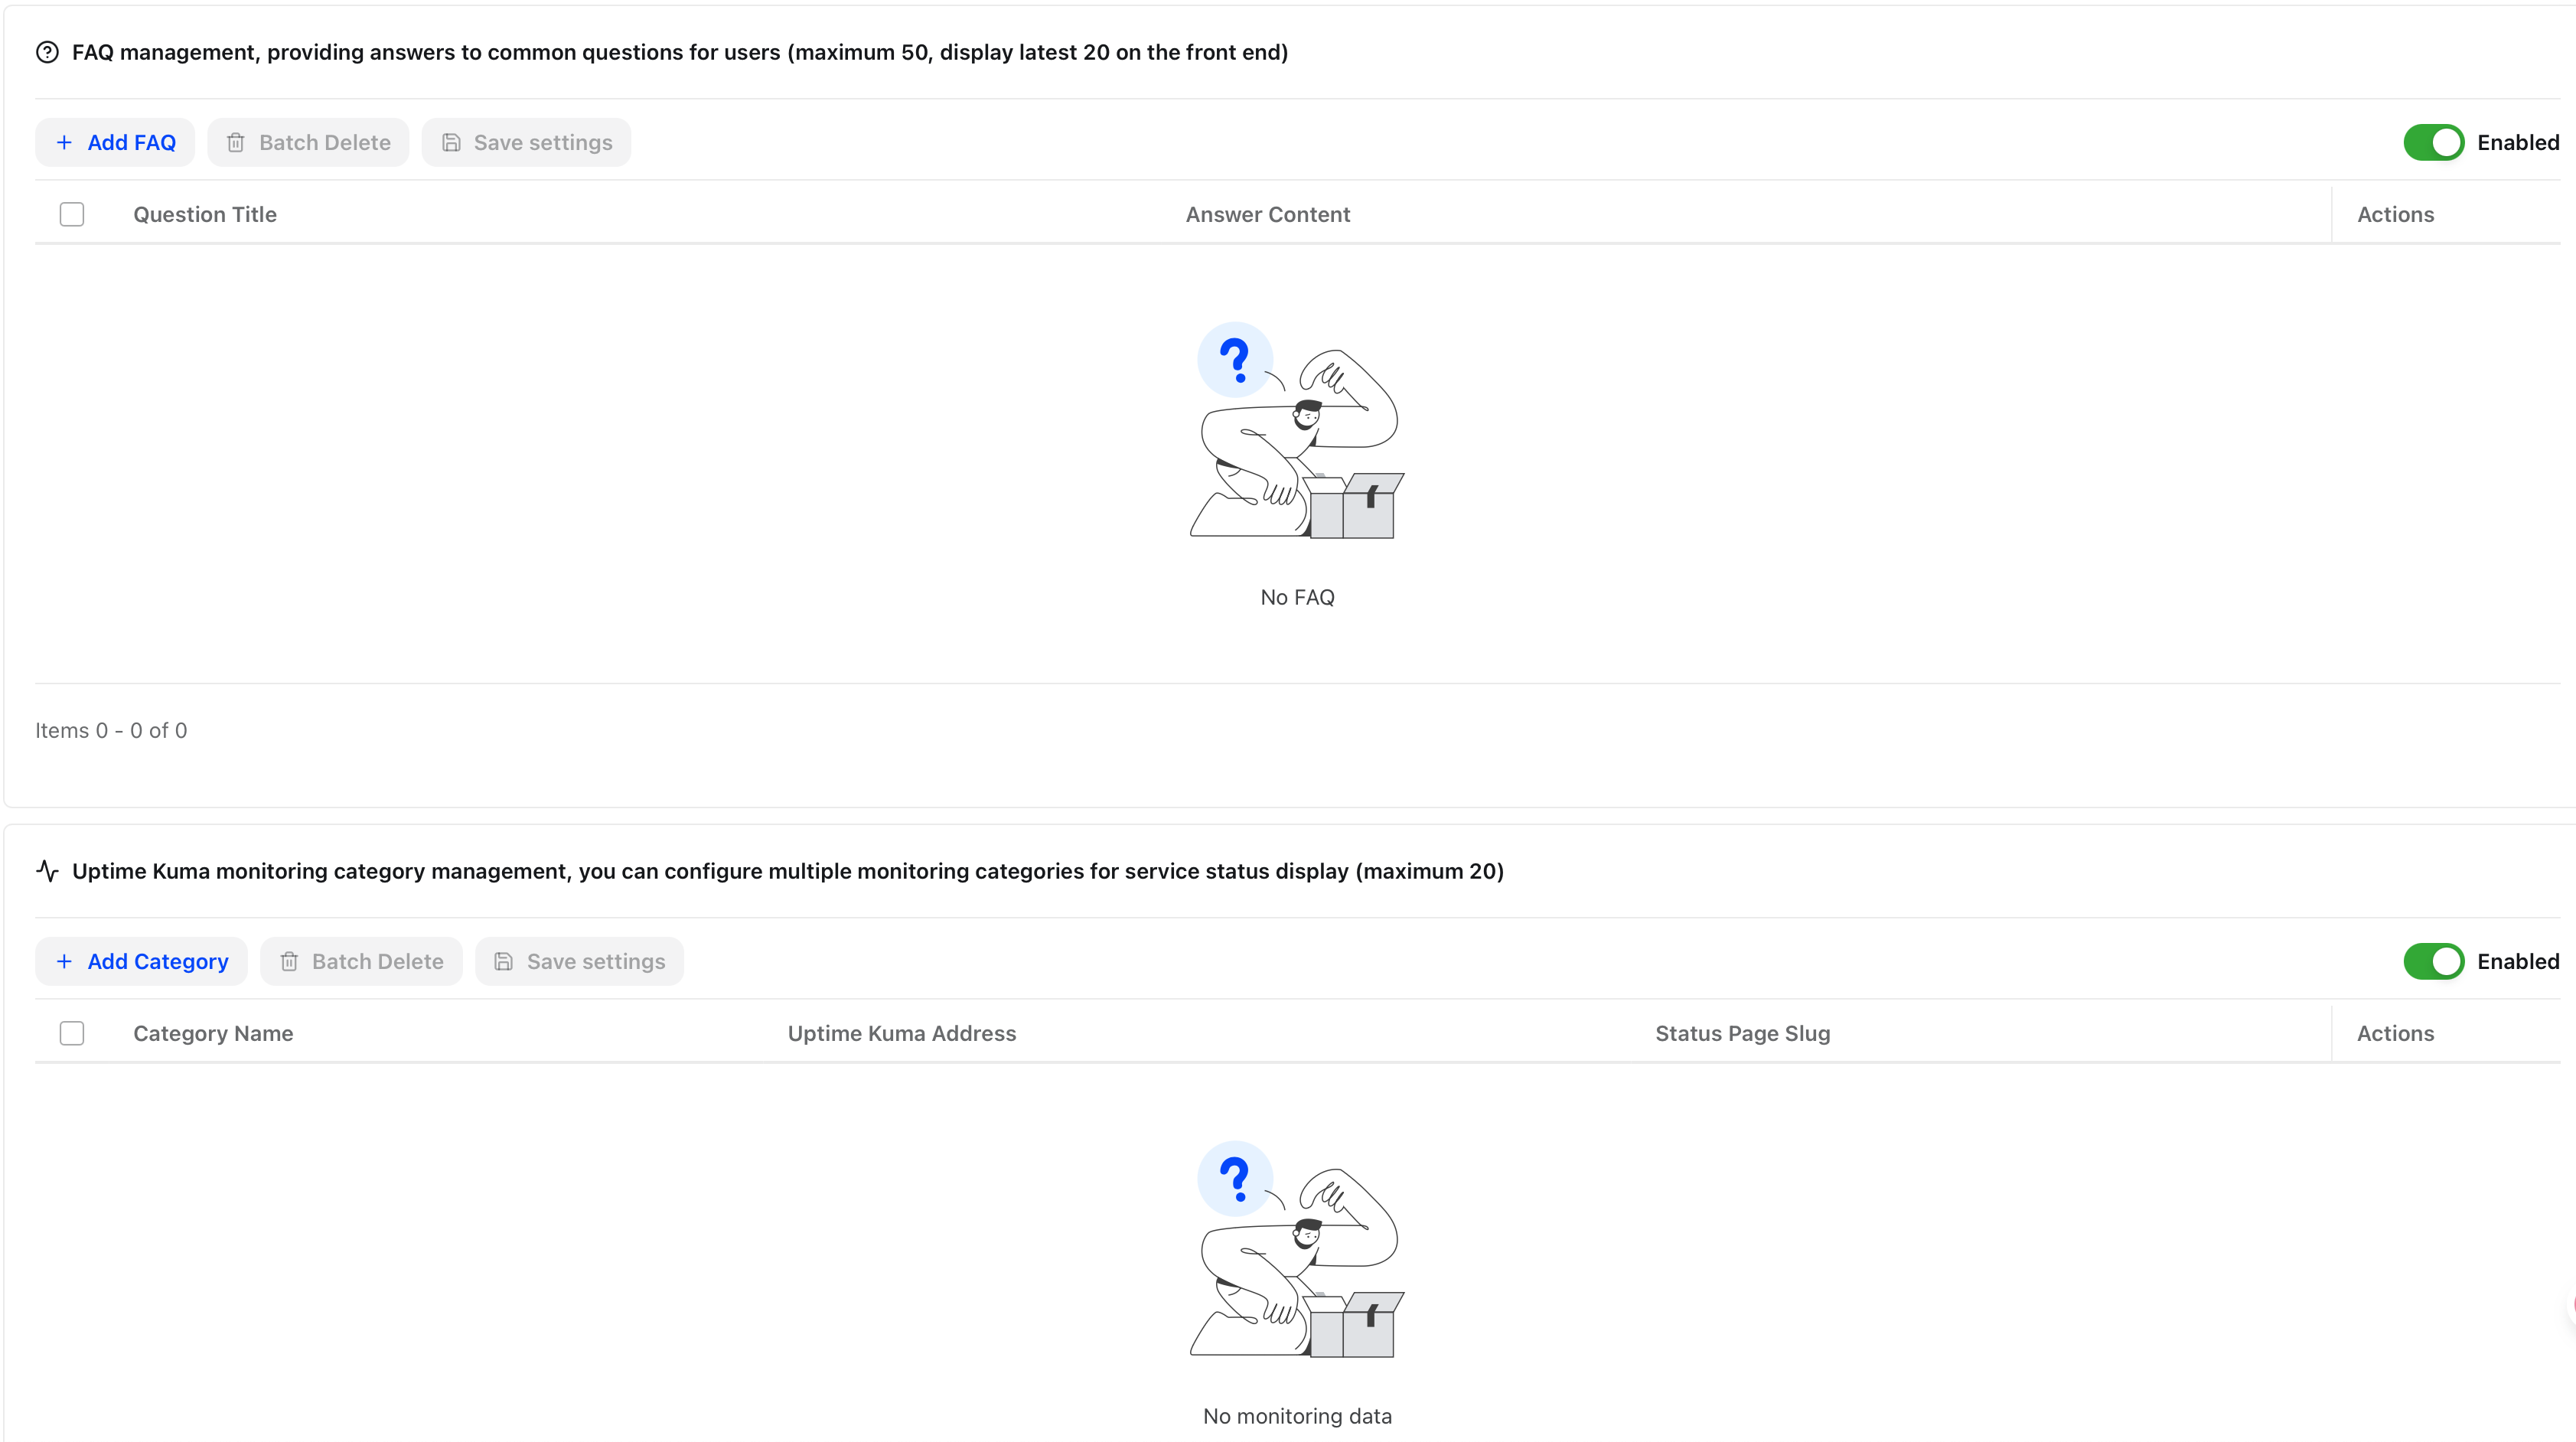 FAQ management, providing answers to common questions for users (maximum 50, display latest 20 on the front end)
Add FAQ Batch Delete Save settings Enabled
Question Title Answer Content Actions
?
No FAQ
Items 0 - 0 of 0
Uptime Kuma monitoring category management, you can configure multiple monitoring categories for service status display (maximum 20)
Add Category Batch Delete Save settings Enabled
Category Name Uptime Kuma Address Status Page Slug Actions
?
No monitoring data